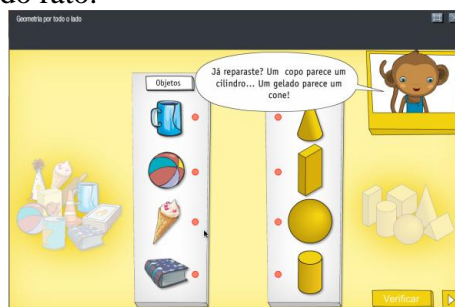 do rato.
Geometria por todo o lado
Objetos
Já reparaste? Um copo parece um
cilindro... Um gelado parece um
cone!
Verificar